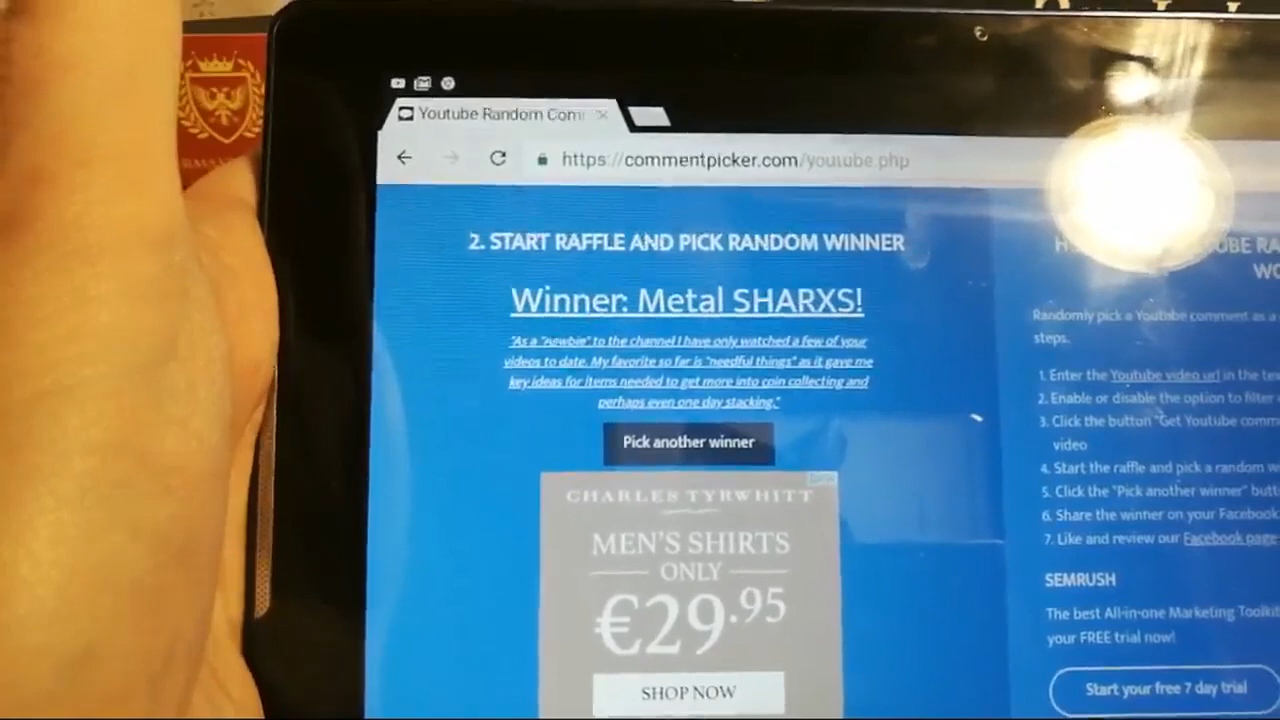 Youtube Random Com
https://commentpicker.com/youtube.php
2. START RAFFLE AND PICK RANDOM WINNER
Winner: Metal SHARXS!
"As a "newbie" to the channel I have only watched a few of your
videos to date. My favorite so far is "needful things" as it gave me
key ideas for items needed to get more into coin collecting and
perhaps even one day stacking."
Pick another winner
CHARLES TYRWHITT
MEN'S SHIRTS
ONLY
€29.95
SHOP NOW
Randomly pick a Youtube comment as a
steps.
1. Enter the Youtube video url in the
2. Enable or disable the option to filter
3. Click the button "Get Youtube
video
4. Start the raffle and pick a random
5. Click the "Pick another winner"
6. Share the winner on your Facebook
7. Like and review our Facebook page
SEMRUSH
The best All-in-one Marketing
your FREE trial now!
Start your free 7 day trial